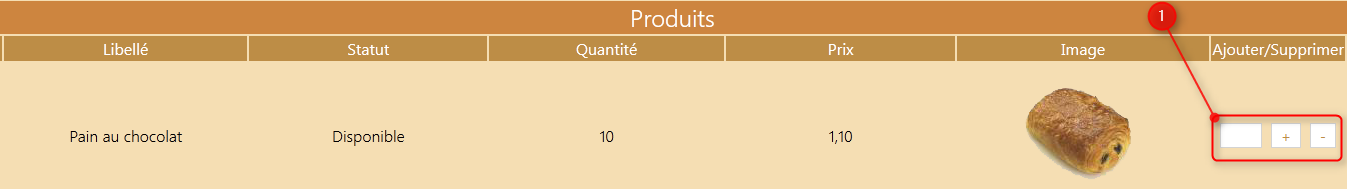 Produits
1
Libellé Statut Quantité Prix Image Ajouter/Supprimer
Pain au chocolat Disponible 10 1,10 + -